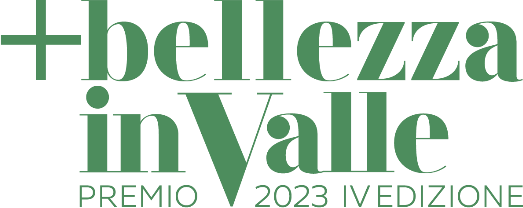 +bellezza
inValle
PREMIO 2023 IV EDIZIONE